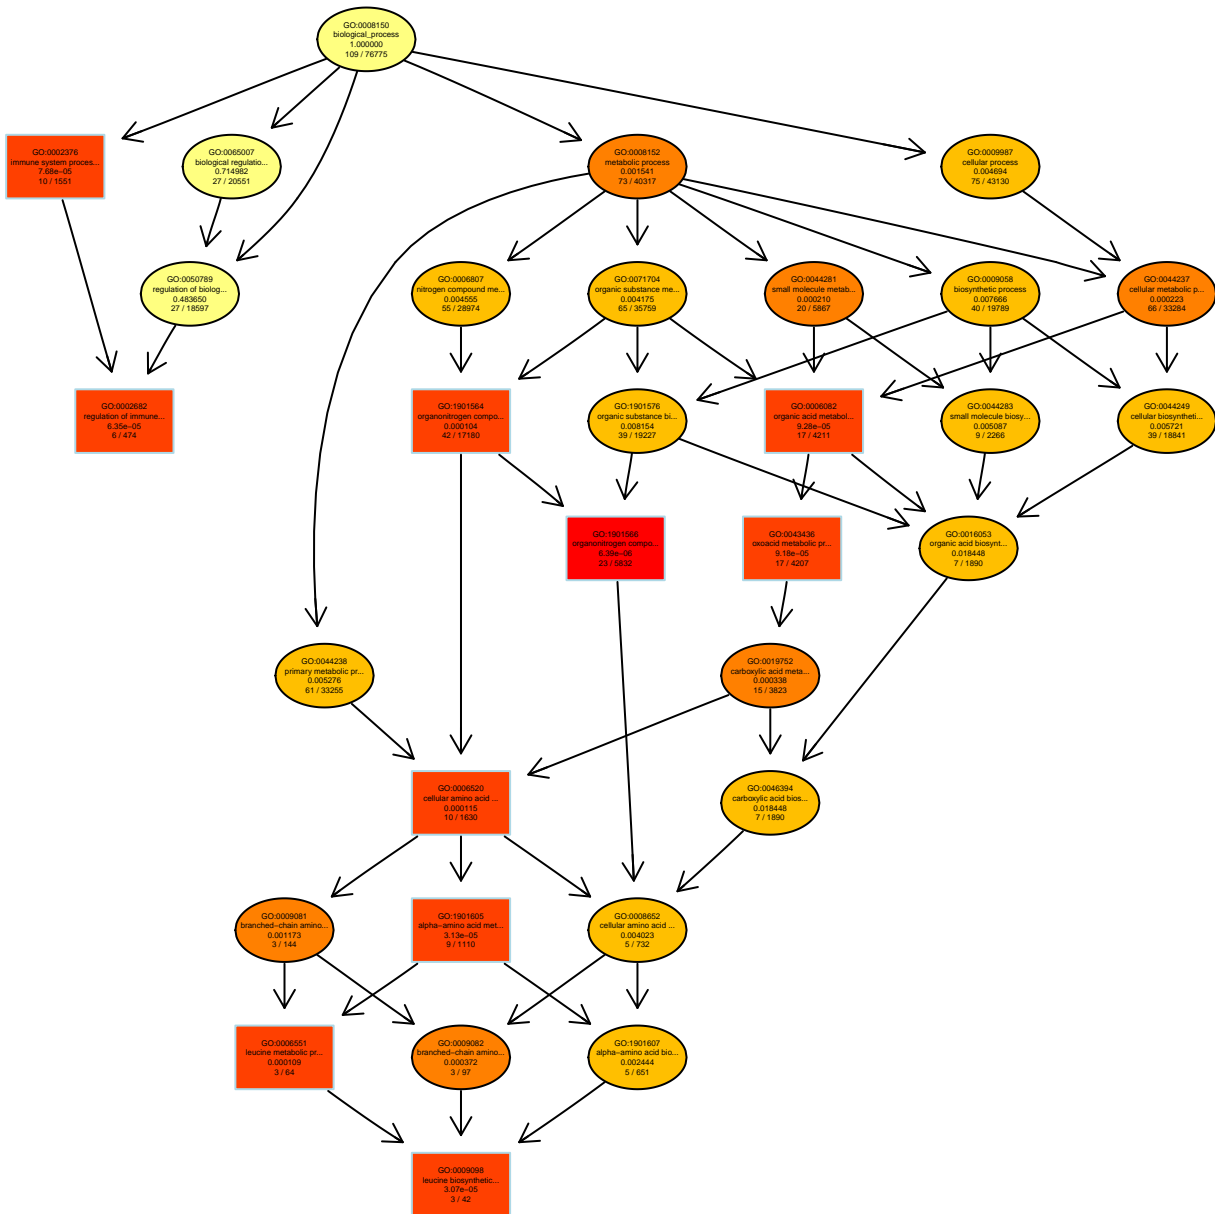 GO:0008150
biological_process
1.000000
109 / 76775
GO:0002376
immune system proces...
7.68e−05
10 / 1551
GO:0065007
biological regulatio...
0.714982
27 / 20551
GO:0008152
metabolic process
0.001541
73 / 40317
GO:0009987
cellular process
0.004694
75 / 43130
GO:0050789
regulation of biolog...
0.483650
27 / 18597
GO:0006807
nitrogen compound me...
0.004555
55 / 28974
GO:0071704
organic substance me...
0.004175
65 / 35759
GO:0044281
small molecule metab...
0.000210
20 / 5867
GO:0009058
biosynthetic process
0.007666
40 / 19789
GO:0044237
cellular metabolic p...
0.000223
66 / 33284
GO:0002682
regulation of immune...
6.35e−05
6 / 474
GO:1901564
organonitrogen compo...
0.000104
42 / 17180
GO:1901576
organic substance bi...
0.008154
39 / 19227
GO:0006082
organic acid metabol...
9.28e−05
17 / 4211
GO:0044283
small molecule biosy...
0.005087
9 / 2266
GO:0044249
cellular biosyntheti...
0.005721
39 / 18841
GO:1901566
organonitrogen compo...
23 / 5832
GO:0043436
oxoacid metabolic pr...
9.18e−05
17 / 4207
GO:0016053
organic acid biosynt...
0.018448
7 / 1890
GO:0044238
primary metabolic pr...
0.005276
61 / 33255
GO:0019752
carboxylic acid meta...
0.000338
15 / 3823
GO:0006520
cellular amino acid ...
0.000115
10 / 1630
GO:0046394
carboxylic acid bios...
0.018448
7 / 1890
GO:0009081
branched−chain amino...
0.001173
3 / 144
GO:1901605
alpha−amino acid met...
3.13e−05
9 / 1110
GO:0008652
cellular amino acid ...
0.004023
5 / 732
GO:0006551
leucine metabolic pr...
0.000109
3 / 64
GO:0009082
branched−chain amino...
0.000372
3 / 97
GO:1901607
alpha−amino acid bio...
0.002444
5 / 651
GO:0009098
leucine biosynthetic...
3.07e−05
3 / 42